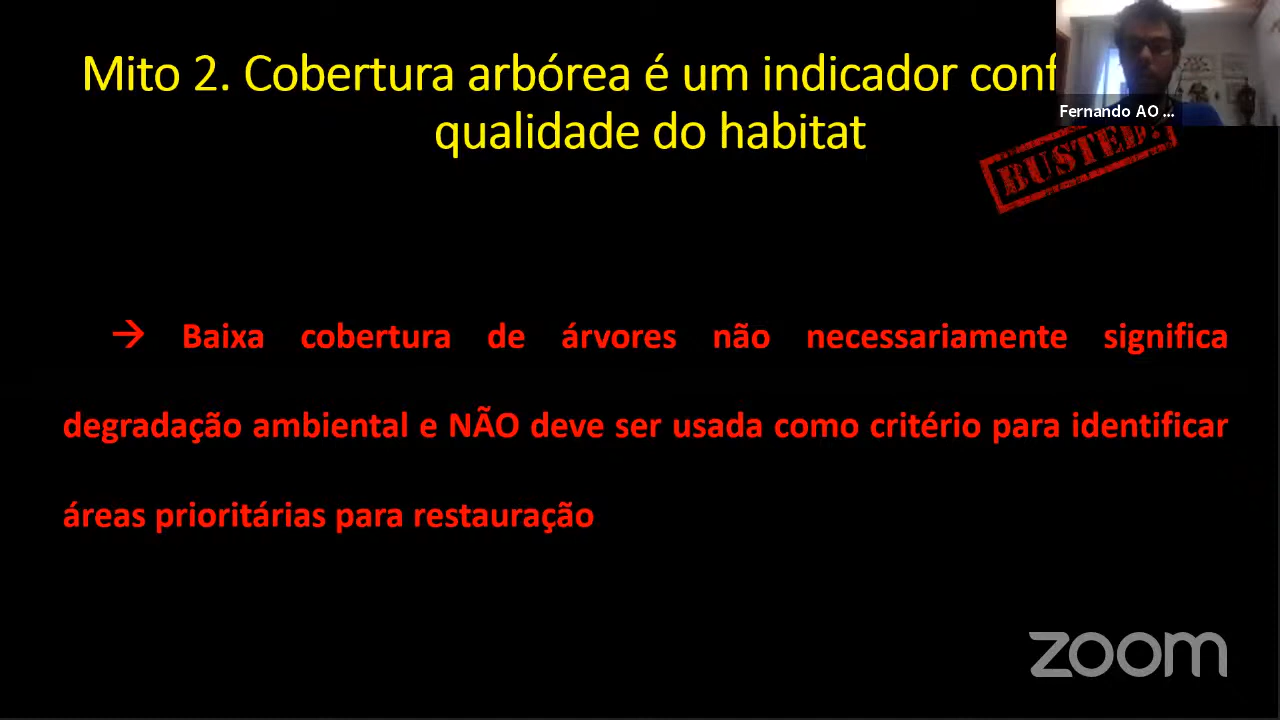 Mito 2. Cobertura arbórea é um indicador conf
qualidade do habitat
Fernando AO ...
BUSTED!
→ Baixa cobertura de árvores não necessariamente significa
degradação ambiental e NÃO deve ser usada como critério para identificar
áreas prioritárias para restauração
zoom